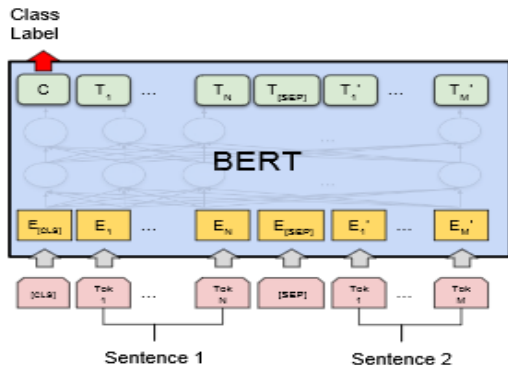 Class
Label
C T1 ... TN T[SEP] T1' ... TM'
...
BERT
...
E[CLS] E1 ... EN E[SEP] E1' ... EM'
[CLS] Tok 1 ... Tok N [SEP] Tok 1 ... Tok M
Sentence 1 Sentence 2